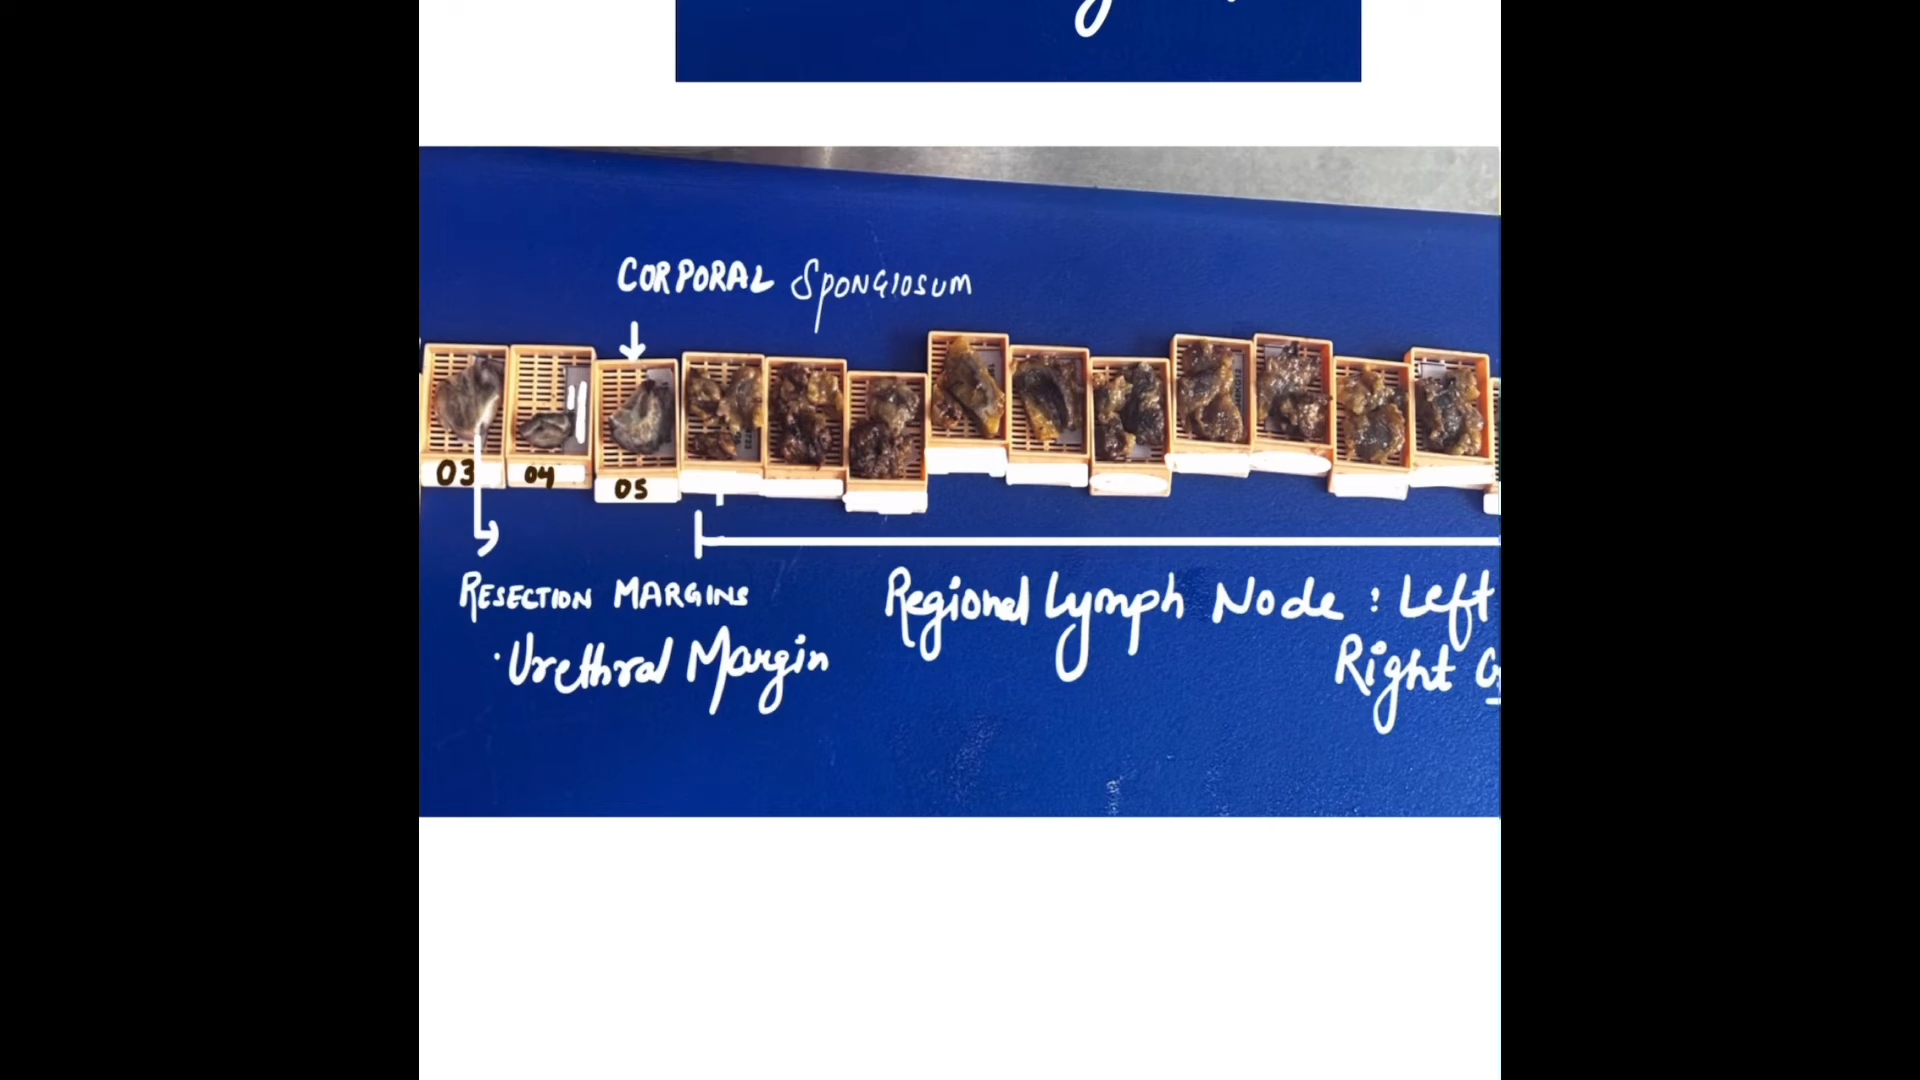 CORPORAL SPONGIOSUM
03
04
05
RESECTION MARGINS
· Urethral Margin
Regional Lymph Node : Left
Right